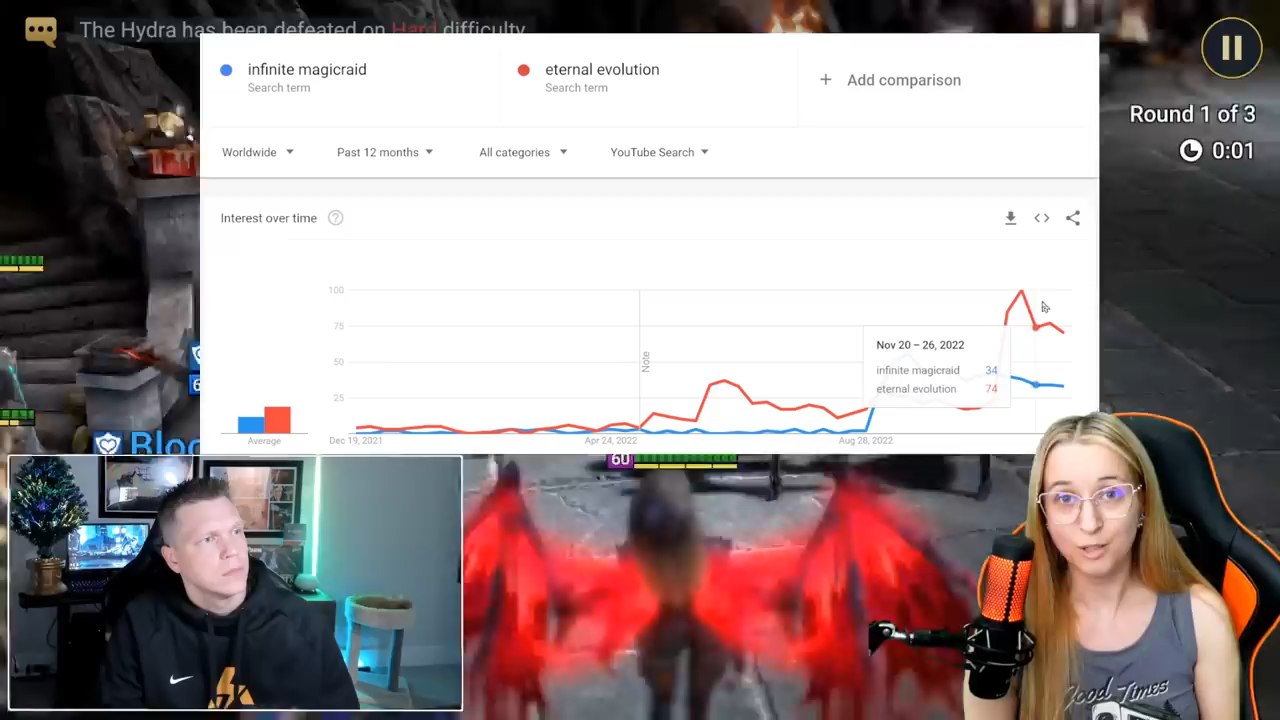 The Hydra has been defeated on Hard difficulty
infinite magicraid
Search term
eternal evolution
Search term
+ Add comparison
Round 1 of 3
0:01
Worldwide
Past 12 months
All categories
YouTube Search
Interest over time
100
75
50
25
Note
Nov 20 – 26, 2022
infinite magicraid 34
eternal evolution 74
Average
Dec 19, 2021
Apr 24, 2022
Aug 28, 2022
Bloo
60
Good Times